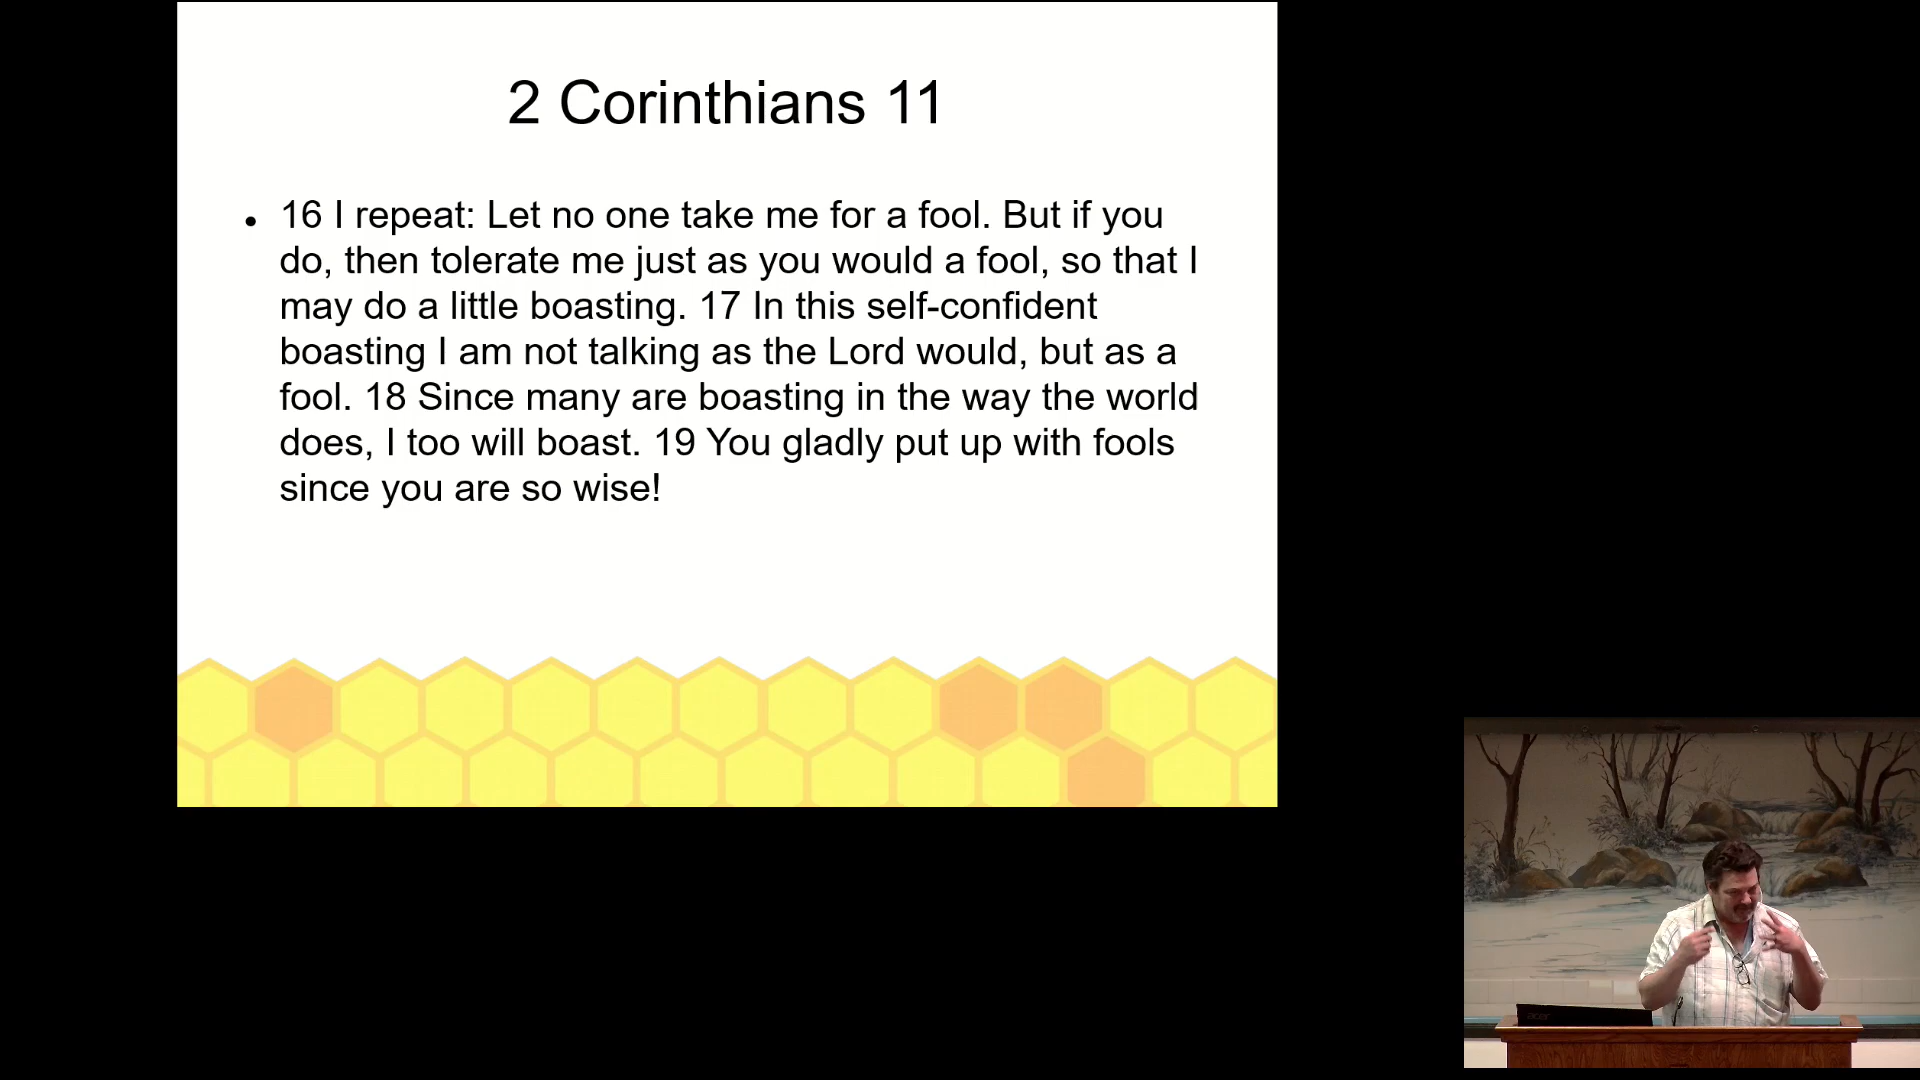 2 Corinthians 11
• 16 I repeat: Let no one take me for a fool. But if you
do, then tolerate me just as you would a fool, so that I
may do a little boasting. 17 In this self-confident
boasting I am not talking as the Lord would, but as a
fool. 18 Since many are boasting in the way the world
does, I too will boast. 19 You gladly put up with fools
since you are so wise!
acer